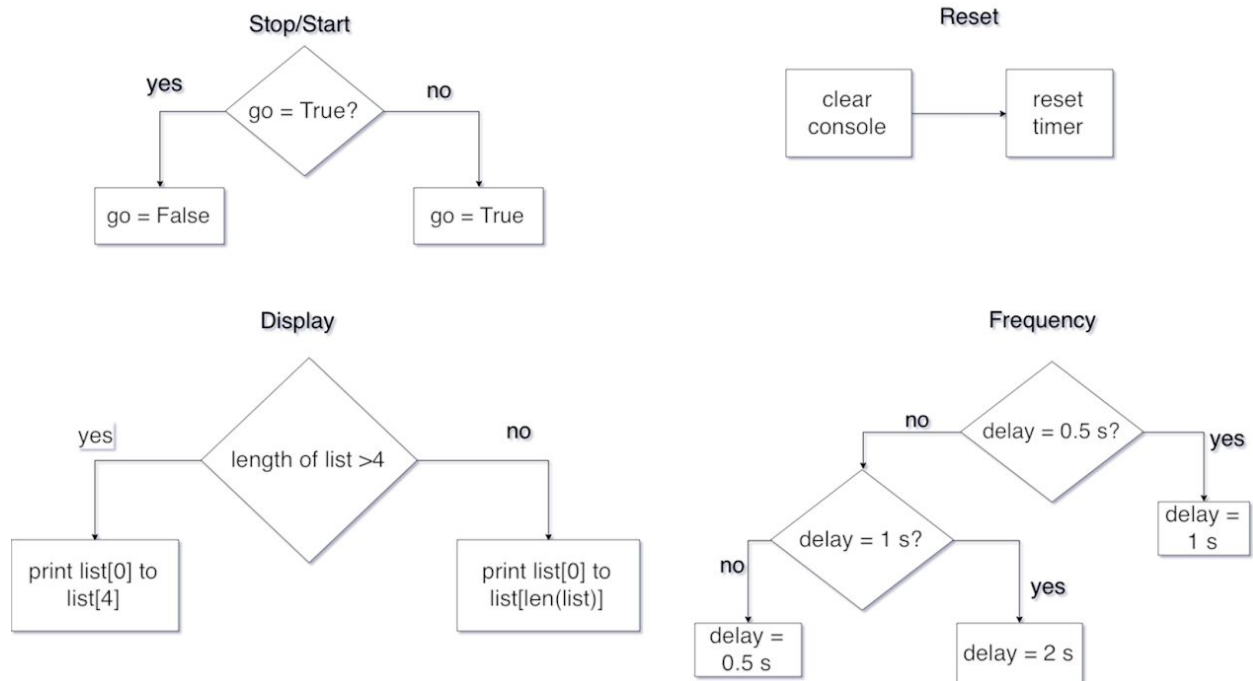 Stop/Start
yes
go = True?
no
go = False
go = True
Reset
clear
console
reset
timer
Display
yes
length of list >4
no
print list[0] to
list[4]
print list[0] to
list[len(list)]
Frequency
no
delay = 0.5 s?
yes
delay =
1 s
delay = 1 s?
no
yes
delay =
0.5 s
delay = 2 s